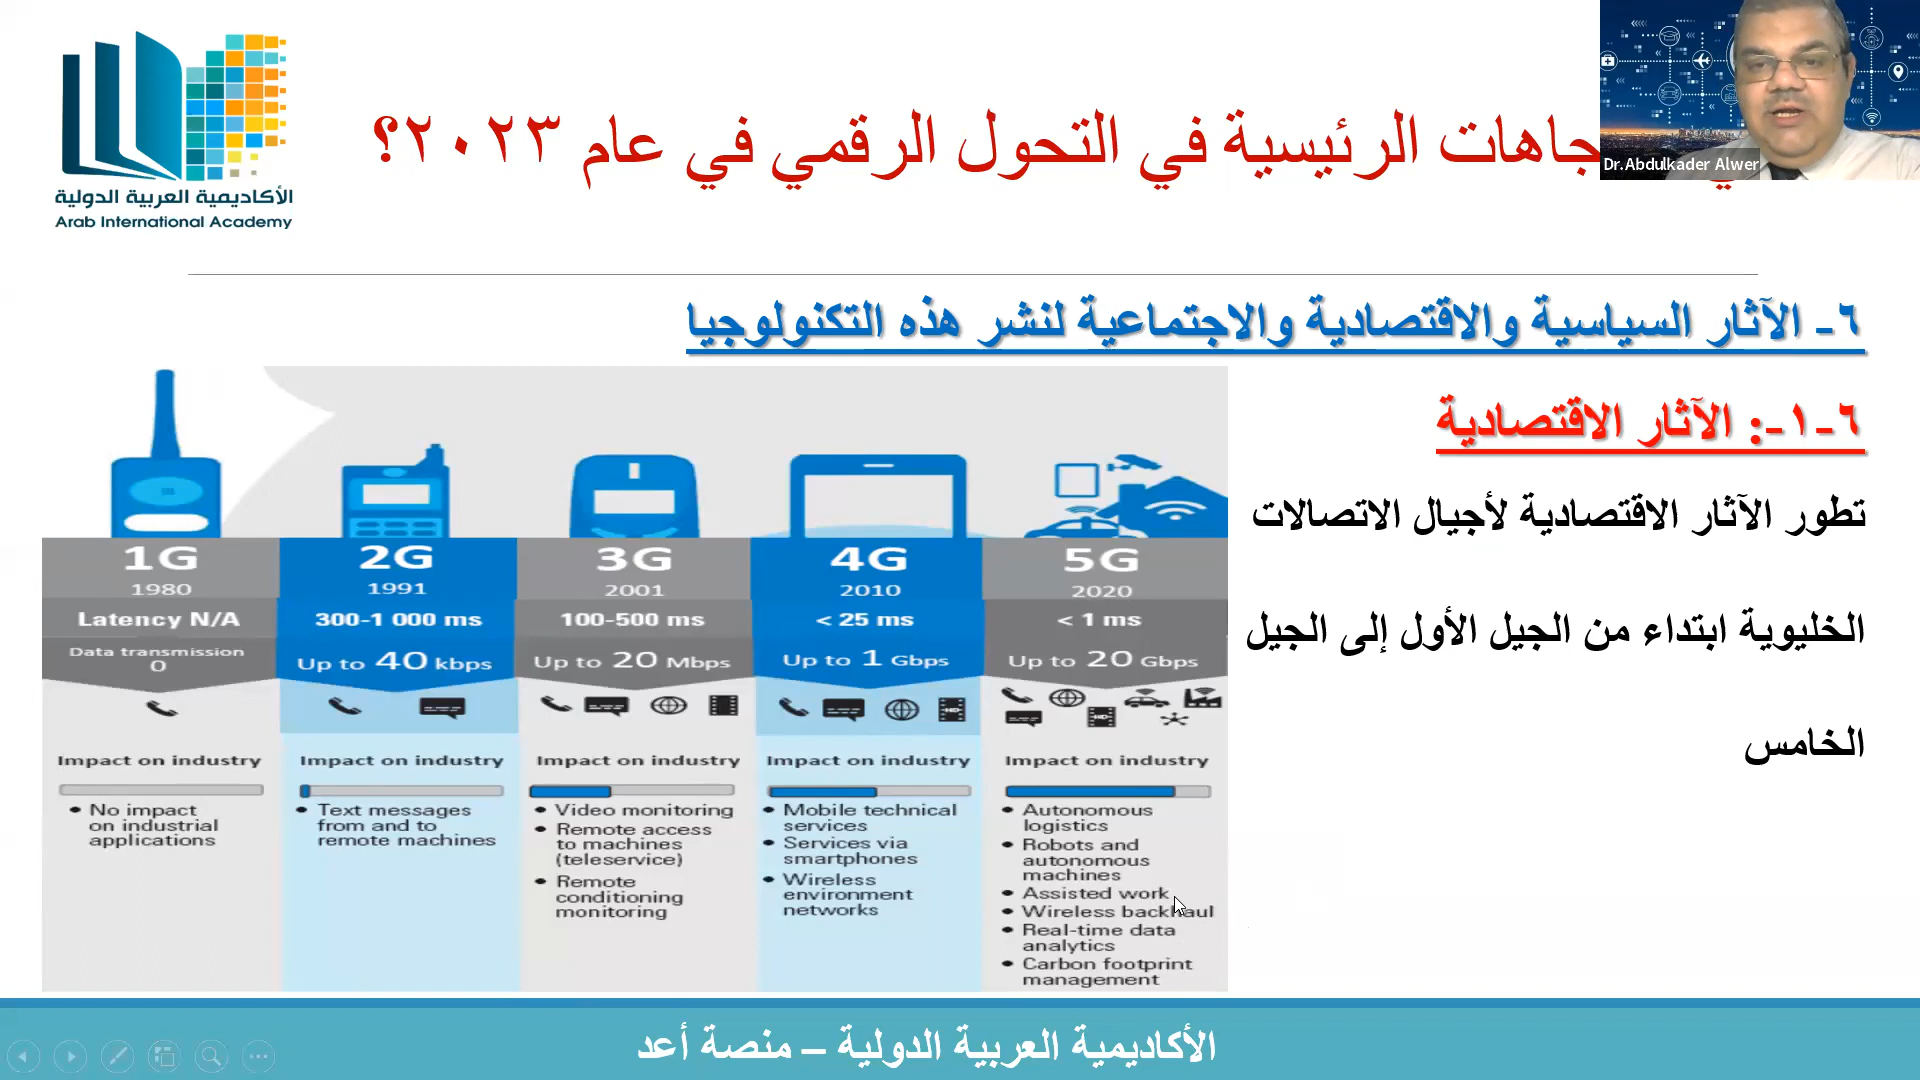 الأكاديمية العربية الدولية
Arab International Academy
الرئيسية في التحول الرقمي في عام ٢٠٢٣؟
Dr.Abdulkader Alwer
٦- الآثار السياسية والاقتصادية والاجتماعية لنشر هذه التكنولوجيا
٦-١-: الآثار الاقتصادية
تطور الآثار الاقتصادية لأجيال الاتصالات
الخليوية ابتداء من الجيل الأول إلى الجيل
الخامس
1G
1980
Latency N/A
Data transmission
0
Impact on industry
• No impact
on industrial
applications
2G
1991
300-1 000 ms
Up to 40 kbps
Impact on industry
• Text messages
from and to
remote machines
3G
2001
100-500 ms
Up to 20 Mbps
Impact on industry
• Video monitoring
• Remote access
to machines
(teleservice)
• Remote
conditioning
monitoring
4G
2010
< 25 ms
Up to 1 Gbps
HD
Impact on industry
• Mobile technical
services
• Services via
smartphones
• Wireless
environment
networks
5G
2020
< 1 ms
Up to 20 Gbps
HD
Impact on industry
• Autonomous
logistics
• Robots and
autonomous
machines
• Assisted work
• Wireless backhaul
• Real-time data
analytics
• Carbon footprint
management
الأكاديمية العربية الدولية – منصة أعد